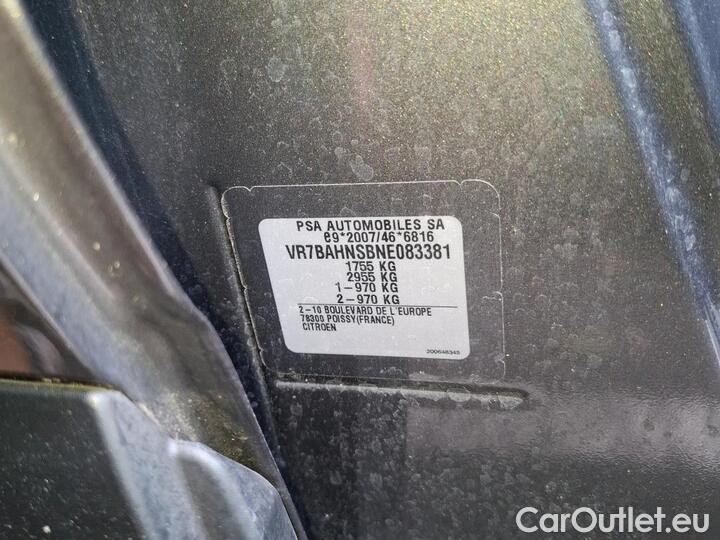 PSA AUTOMOBILES SA
e9*2007/46*6816
VR7BAHNSBNE083381
1755 KG
2955 KG
1-970 KG
2-970 KG
2-10 BOULEVARD DE L'EUROPE
78300 POISSY(FRANCE)
CITROEN
200648345
CarOutlet.eu